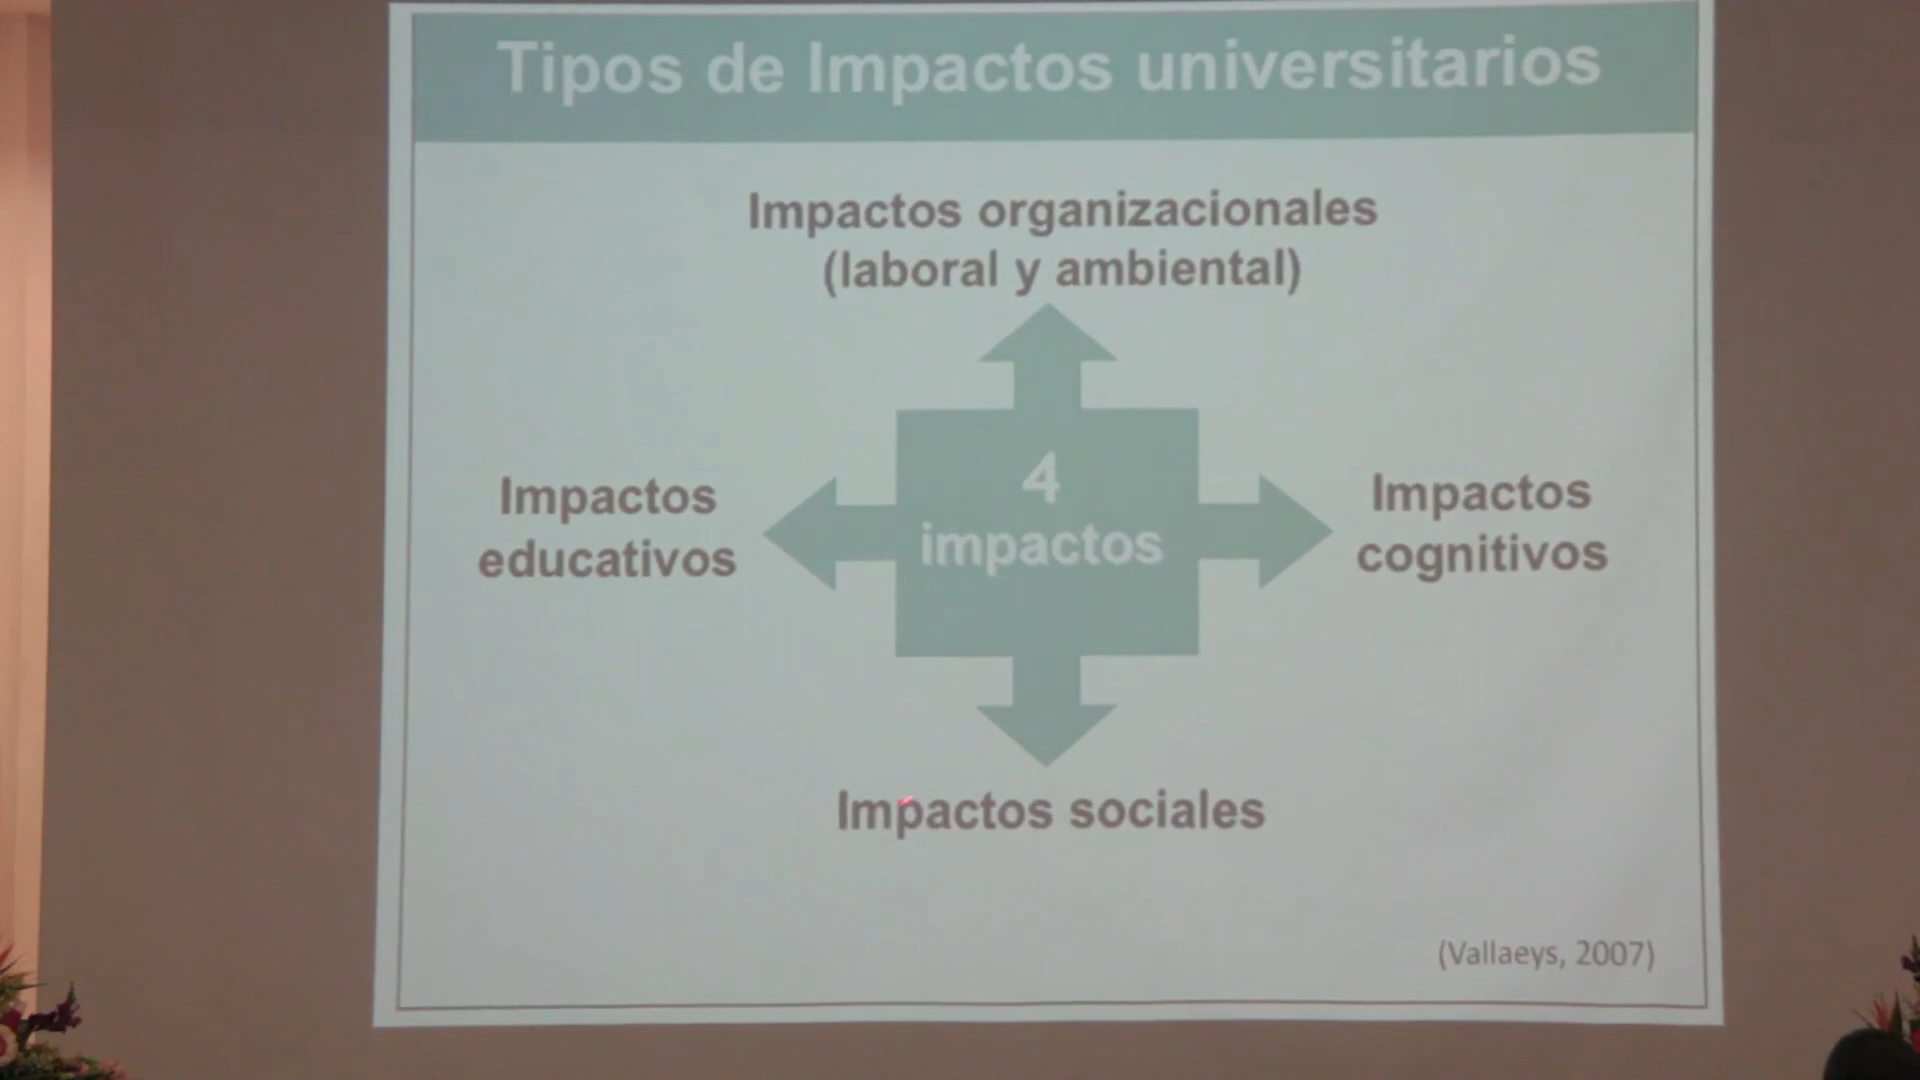 Tipos de Impactos universitarios
Impactos organizacionales
(laboral y ambiental)
Impactos
educativos
4
impactos
Impactos
cognitivos
Impactos sociales
(Vallaeys, 2007)